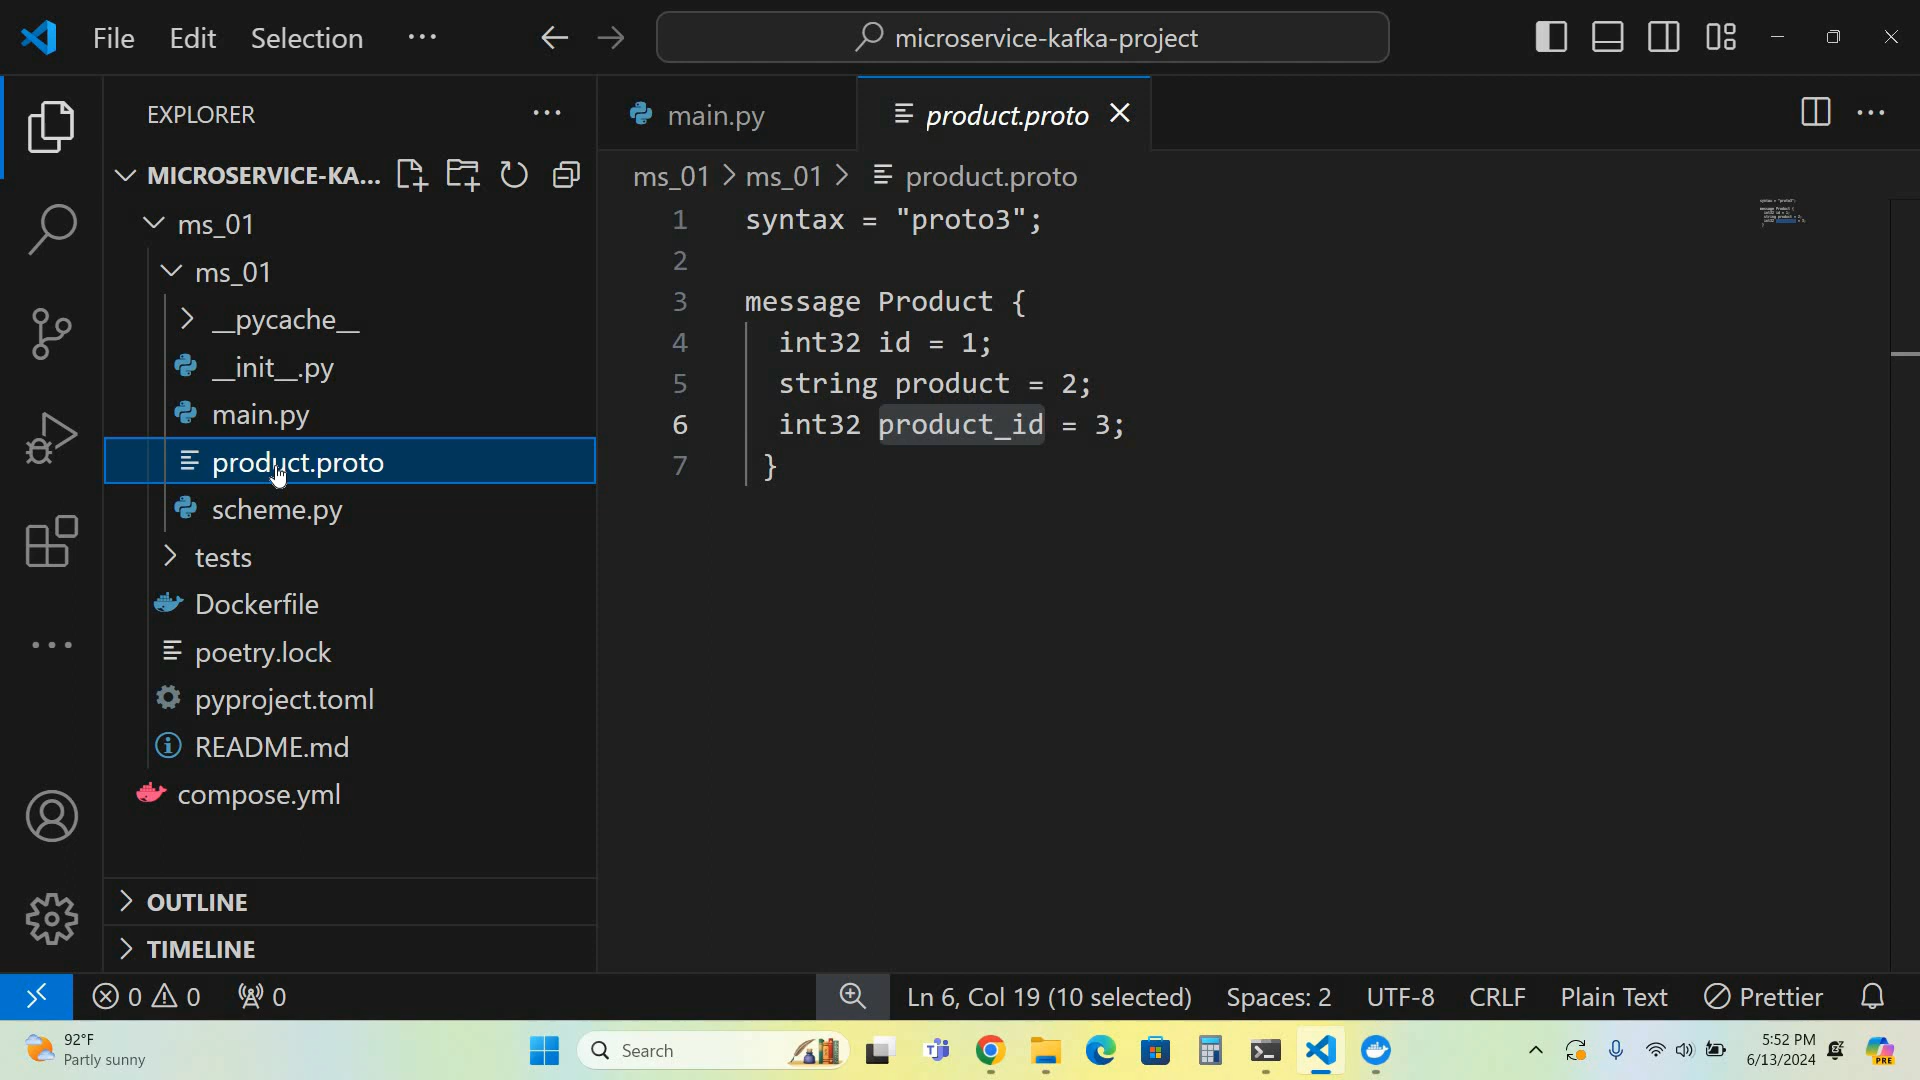 File Edit Selection ··· microservice-kafka-project
EXPLORER ···
MICROSERVICE-KA...
ms_01
ms_01
__pycache__
__init__.py
main.py
product.proto
scheme.py
tests
Dockerfile
poetry.lock
pyproject.toml
README.md
compose.yml
OUTLINE
TIMELINE
main.py product.proto
ms_01 > ms_01 > product.proto
1 syntax = "proto3";
2
3 message Product {
4 int32 id = 1;
5 string product = 2;
6 int32 product_id = 3;
7 }
0 0 0 Ln 6, Col 19 (10 selected) Spaces: 2 UTF-8 CRLF Plain Text Prettier
92°F
Partly sunny
Search
5:52 PM
6/13/2024
PRE